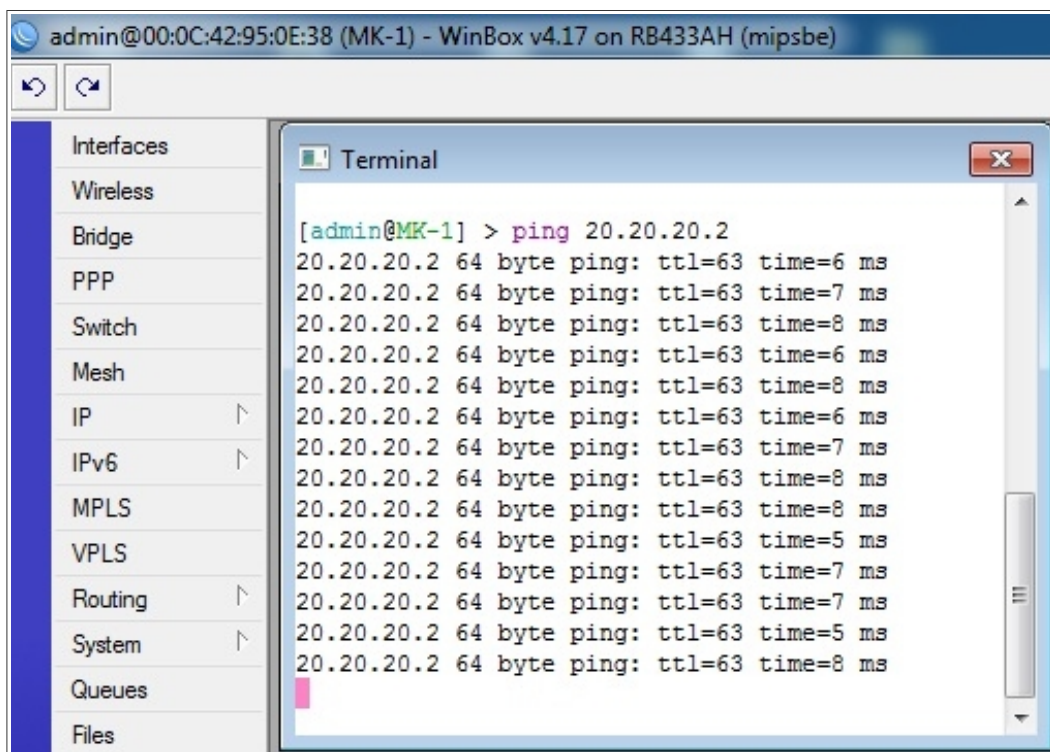 admin@00:0C:42:95:0E:38 (MK-1) - WinBox v4.17 on RB433AH (mipsbe)
Interfaces
Wireless
Bridge
PPP
Switch
Mesh
IP
IPv6
MPLS
VPLS
Routing
System
Queues
Files
Terminal
[admin@MK-1] > ping 20.20.20.2
20.20.20.2 64 byte ping: ttl=63 time=6 ms
20.20.20.2 64 byte ping: ttl=63 time=7 ms
20.20.20.2 64 byte ping: ttl=63 time=8 ms
20.20.20.2 64 byte ping: ttl=63 time=6 ms
20.20.20.2 64 byte ping: ttl=63 time=8 ms
20.20.20.2 64 byte ping: ttl=63 time=6 ms
20.20.20.2 64 byte ping: ttl=63 time=7 ms
20.20.20.2 64 byte ping: ttl=63 time=8 ms
20.20.20.2 64 byte ping: ttl=63 time=8 ms
20.20.20.2 64 byte ping: ttl=63 time=5 ms
20.20.20.2 64 byte ping: ttl=63 time=7 ms
20.20.20.2 64 byte ping: ttl=63 time=7 ms
20.20.20.2 64 byte ping: ttl=63 time=5 ms
20.20.20.2 64 byte ping: ttl=63 time=8 ms